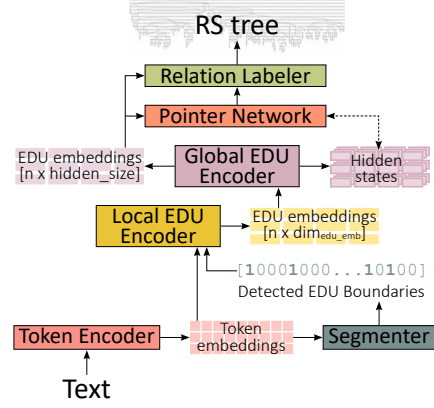 RS tree
Relation Labeler
Pointer Network
EDU embeddings
[n x hidden_size]
Global EDU
Encoder
Hidden
states
Local EDU
Encoder
EDU embeddings
[n x dimedu_emb]
[10001000...10100]
Detected EDU Boundaries
Token Encoder
Token
embeddings
Segmenter
Text